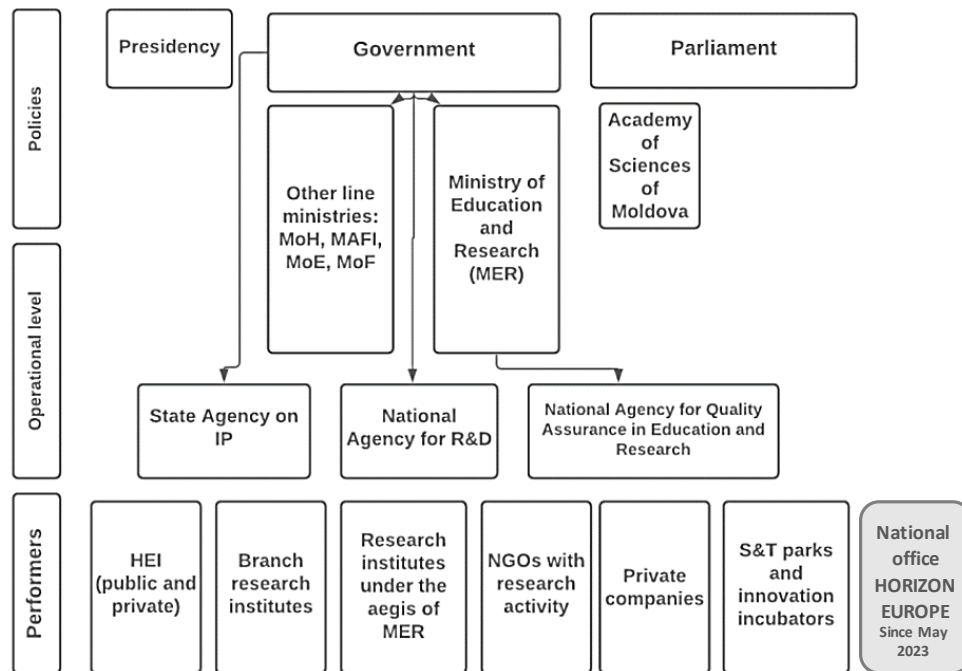 Policies
Presidency
Government
Parliament
Other line
ministries:
MoH, MAFI,
MoE, MoF
Ministry of
Education
and
Research
(MER)
Academy
of
Sciences
of
Moldova
Operational level
State Agency on
IP
National
Agency for R&D
National Agency for Quality
Assurance in Education and
Research
Performers
HEI
(public and
private)
Branch
research
institutes
Research
institutes
under the
aegis of
MER
NGOs with
research
activity
Private
companies
S&T parks
and
innovation
incubators
National
office
HORIZON
EUROPE
Since May
2023